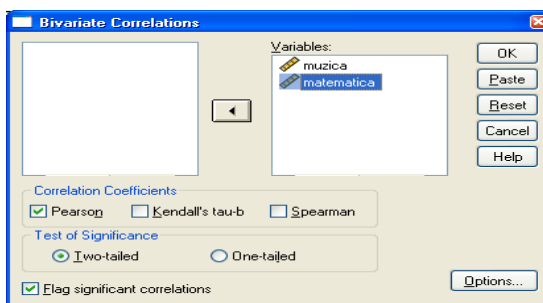 Bivariate Correlations
Variables:
muzica
matematica
OK
Paste
Reset
Cancel
Help
Correlation Coefficients
Pearson Kendall's tau-b Spearman
Test of Significance
Two-tailed One-tailed
Flag significant correlations
Options...